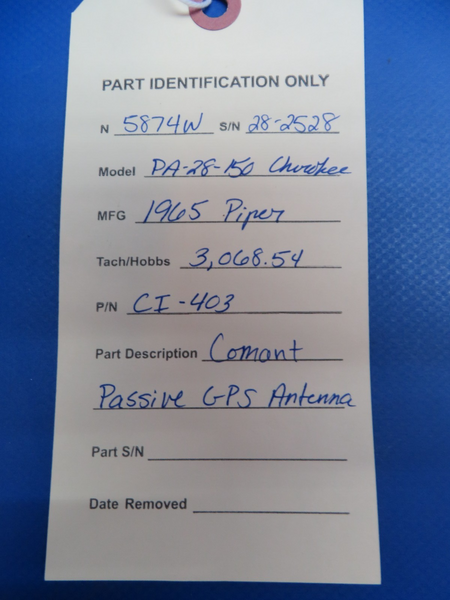 PART IDENTIFICATION ONLY
N 5874W S/N 28-2528
Model PA-28-150 Cherokee
MFG 1965 Piper
Tach/Hobbs 3,068.54
P/N CI-403
Part Description Comant
Passive GPS Antenna
Part S/N
Date Removed